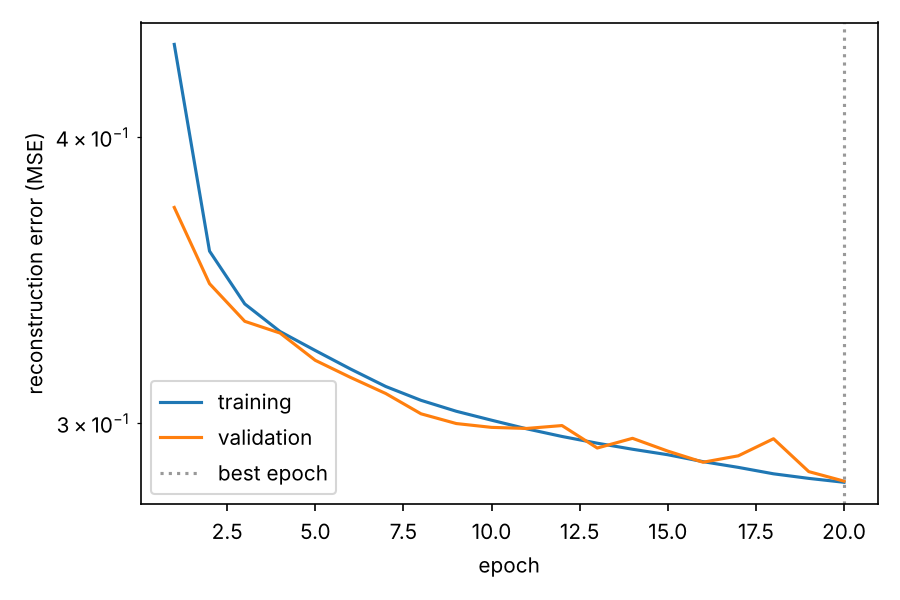 reconstruction error (MSE)
4 × 10⁻¹
3 × 10⁻¹
training
validation
best epoch
2.5 5.0 7.5 10.0 12.5 15.0 17.5 20.0
epoch